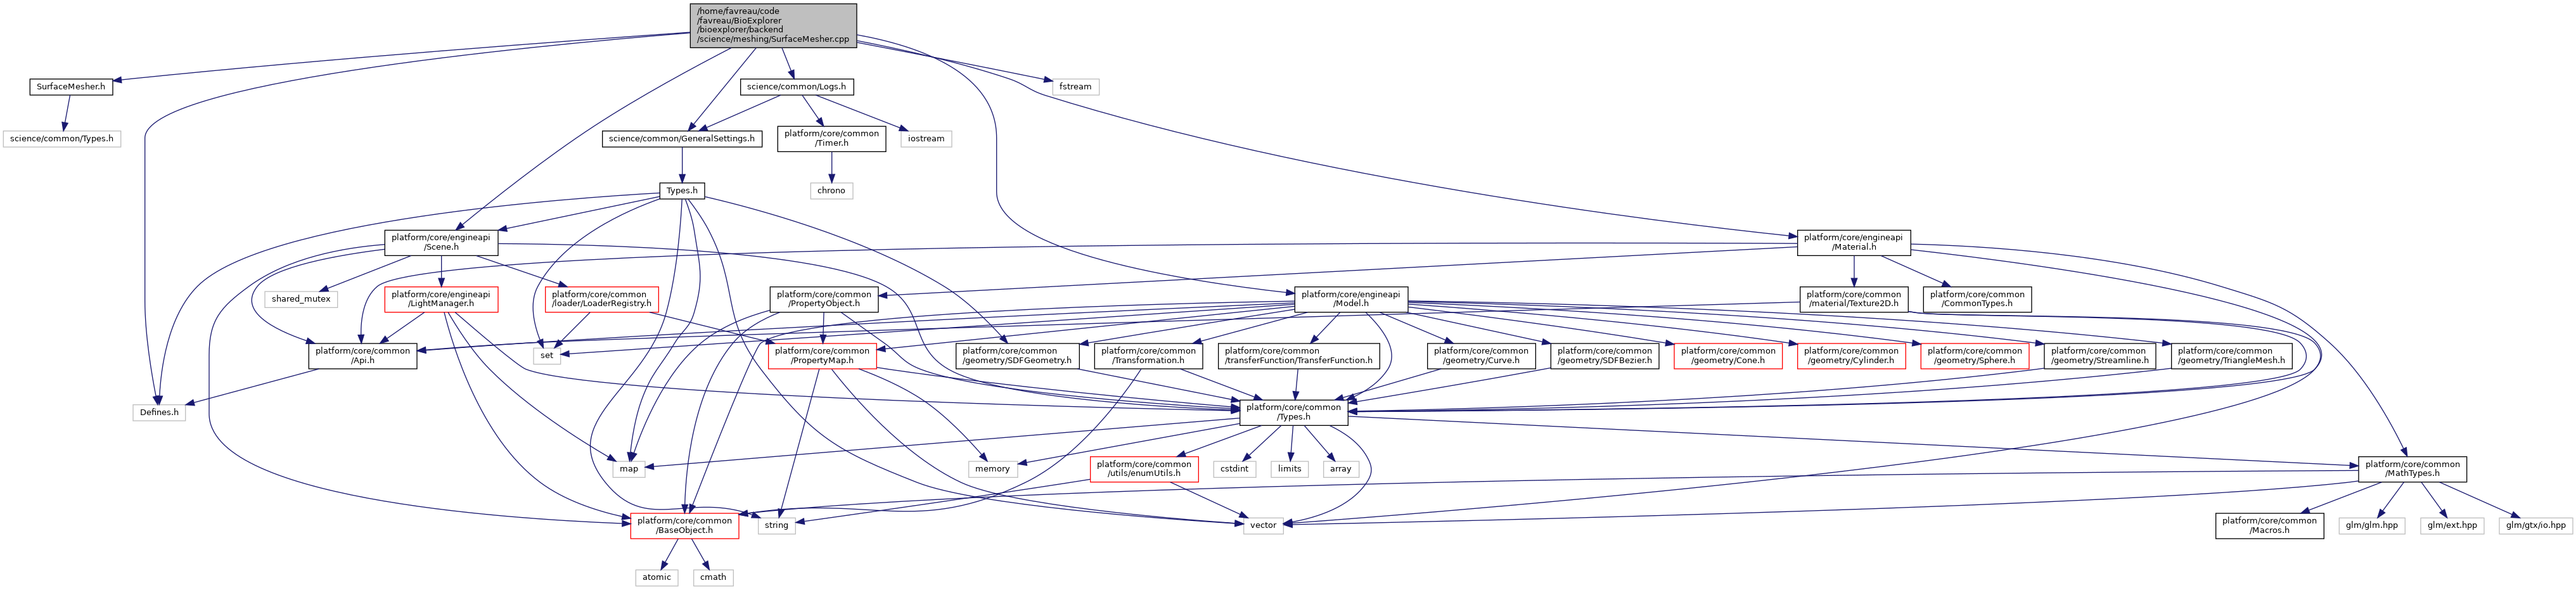 /home/favreau/code
/favreau/BioExplorer
/bioexplorer/backend
/science/meshing/SurfaceMesher.cpp
SurfaceMesher.h
science/common/Logs.h
fstream
science/common/Types.h
science/common/GeneralSettings.h
platform/core/common
/Timer.h
iostream
Types.h
chrono
platform/core/engineapi
/Scene.h
platform/core/engineapi
/Material.h
shared_mutex
platform/core/engineapi
/LightManager.h
platform/core/common
/loader/LoaderRegistry.h
platform/core/common
/PropertyObject.h
platform/core/engineapi
/Model.h
platform/core/common
/material/Texture2D.h
platform/core/common
/CommonTypes.h
platform/core/common
/Api.h
set
platform/core/common
/PropertyMap.h
platform/core/common
/geometry/SDFGeometry.h
platform/core/common
/Transformation.h
platform/core/common
/transferFunction/TransferFunction.h
platform/core/common
/geometry/Curve.h
platform/core/common
/geometry/SDFBezier.h
platform/core/common
/geometry/Cone.h
platform/core/common
/geometry/Cylinder.h
platform/core/common
/geometry/Sphere.h
platform/core/common
/geometry/Streamline.h
platform/core/common
/geometry/TriangleMesh.h
Defines.h
platform/core/common
/Types.h
map
memory
platform/core/common
/utils/enumUtils.h
cstdint
limits
array
platform/core/common
/MathTypes.h
platform/core/common
/BaseObject.h
string
vector
platform/core/common
/Macros.h
glm/glm.hpp
glm/ext.hpp
glm/gtx/io.hpp
atomic
cmath